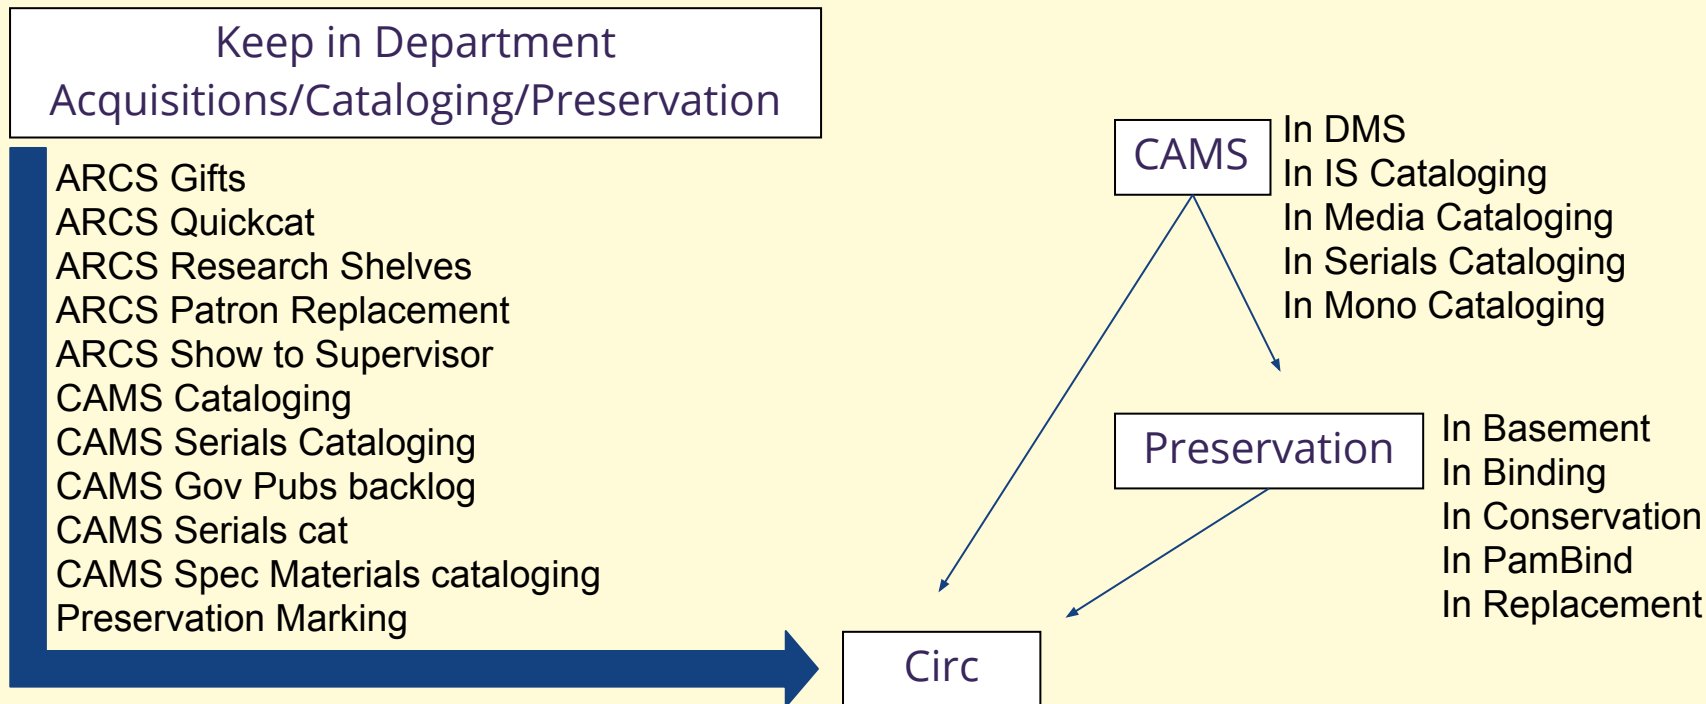 Keep in Department
Acquisitions/Cataloging/Preservation
ARCS Gifts
ARCS Quickcat
ARCS Research Shelves
ARCS Patron Replacement
ARCS Show to Supervisor
CAMS Cataloging
CAMS Serials Cataloging
CAMS Gov Pubs backlog
CAMS Serials cat
CAMS Spec Materials cataloging
Preservation Marking
CAMS
In DMS
In IS Cataloging
In Media Cataloging
In Serials Cataloging
In Mono Cataloging
Preservation
In Basement
In Binding
In Conservation
In PamBind
In Replacement
Circ